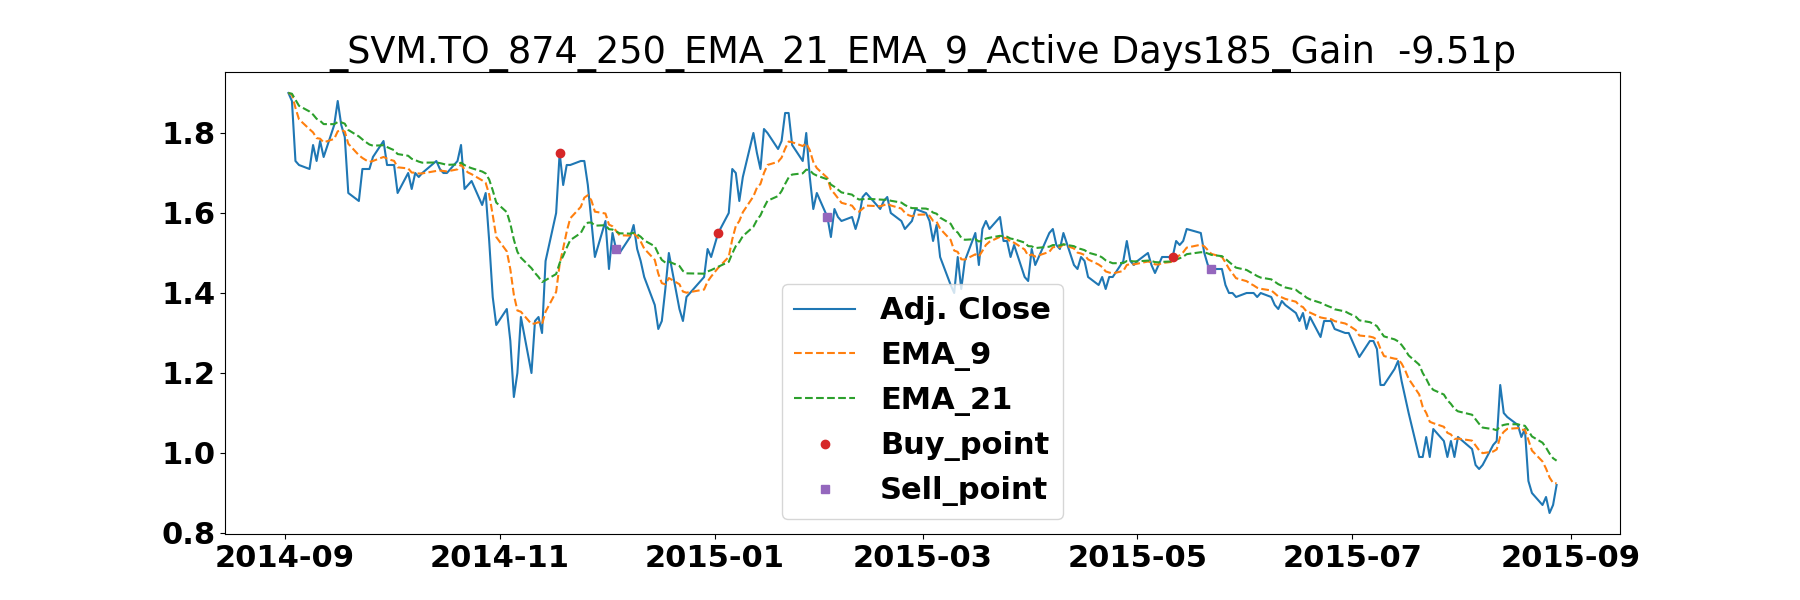 _SVM.TO_874_250_EMA_21_EMA_9_Active Days185_Gain  -9.51p
1.8
1.6
1.4
1.2
1.0
0.8
Adj. Close
EMA_9
EMA_21
Buy_point
Sell_point
2014-09 2014-11 2015-01 2015-03 2015-05 2015-07 2015-09